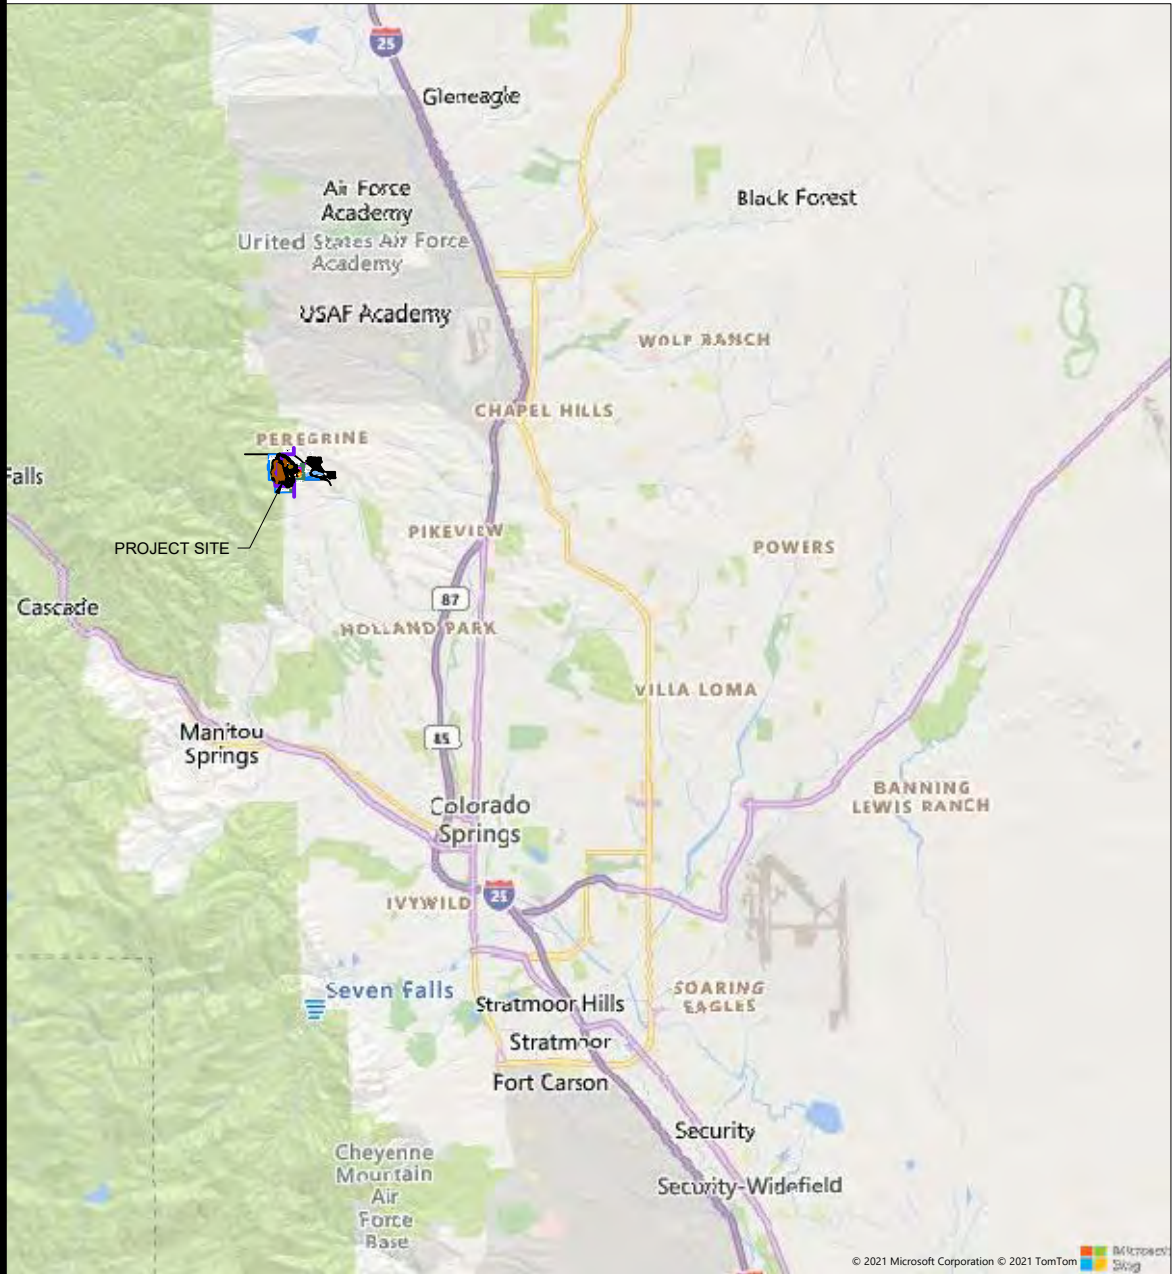 25
Gleneagle
Air Force
Academy
Black Forest
United States Air Force
Academy
USAF Academy
WOLF RANCH
CHAPEL HILLS
PEREGRINE
Falls
PIKEVIEW
PROJECT SITE
POWERS
87
Cascade
HOLLAND PARK
VILLA LOMA
Manitou
Springs
85
BANNING
LEWIS RANCH
Colorado
Springs
25
IVYWILD
Seven Falls
SOARING
EAGLES
Stratmoor Hills
Stratmoor
Fort Carson
Security
Cheyenne
Mountain
Air
Force
Base
Security-Widefield
© 2021 Microsoft Corporation © 2021 TomTom
Microsoft
Bing